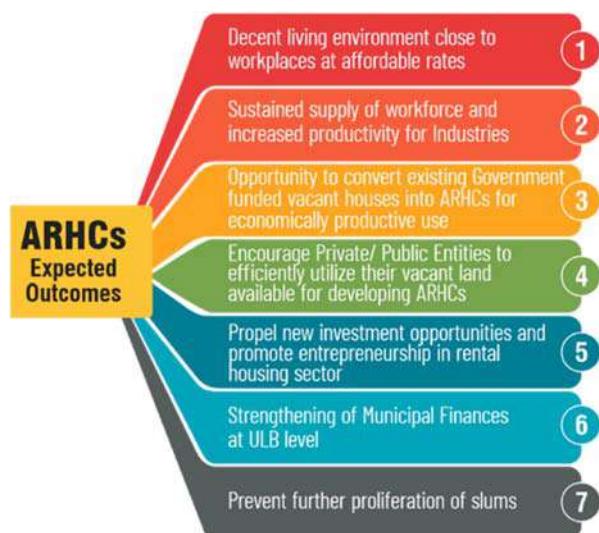 ARHCs
Expected
Outcomes
Decent living environment close to
workplaces at affordable rates
1
Sustained supply of workforce and
increased productivity for Industries
2
Opportunity to convert existing Government
funded vacant houses into ARHCs for
economically productive use
3
Encourage Private/ Public Entities to
efficiently utilize their vacant land
available for developing ARHCs
4
Propel new investment opportunities and
promote entrepreneurship in rental
housing sector
5
Strengthening of Municipal Finances
at ULB level
6
Prevent further proliferation of slums
7